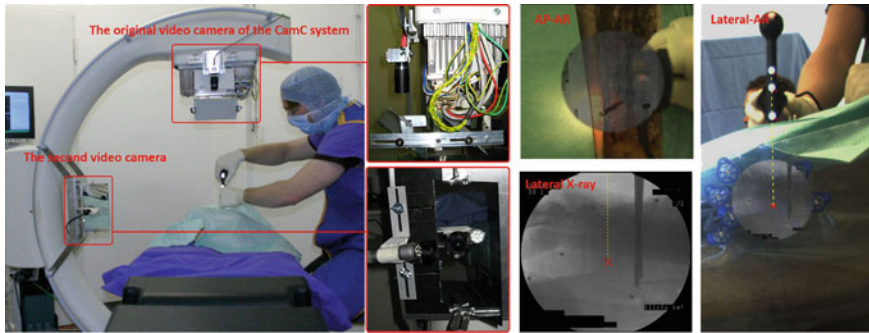 The original video camera of the CamC system
The second video camera
AP-AR
Lateral X-ray
Lateral-AR